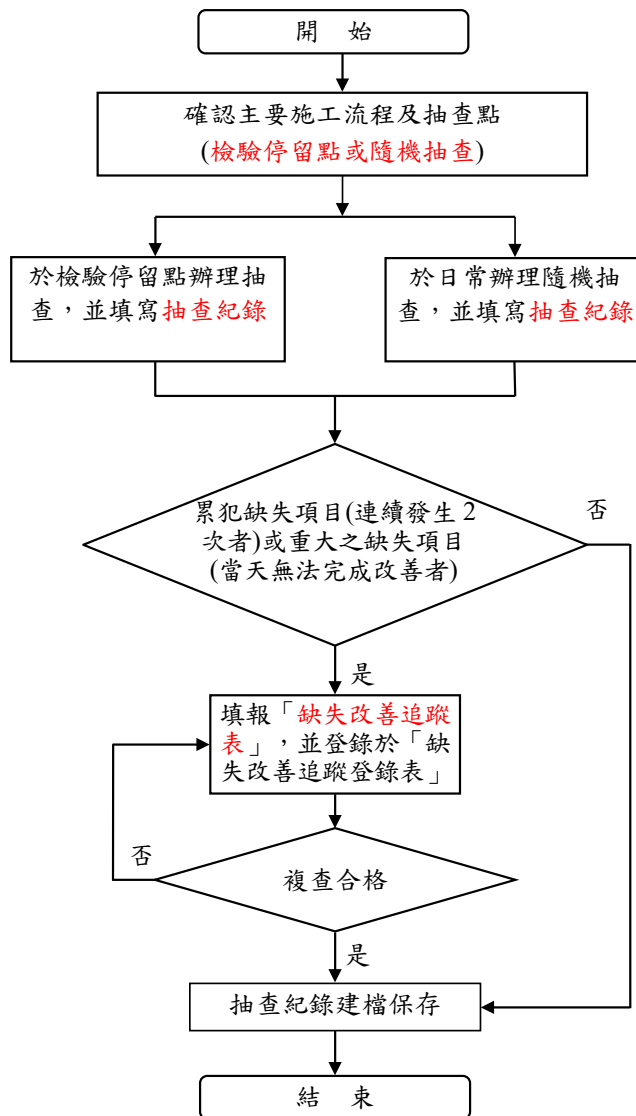 開 始
確認主要施工流程及抽查點
(檢驗停留點或隨機抽查)
於檢驗停留點辦理抽
查，並填寫抽查紀錄
於日常辦理隨機抽
查，並填寫抽查紀錄
累犯缺失項目(連續發生 2
次者)或重大之缺失項目
(當天無法完成改善者)
否
是
填報「缺失改善追蹤
表」，並登錄於「缺
失改善追蹤登錄表」
否
複查合格
是
抽查紀錄建檔保存
結 束